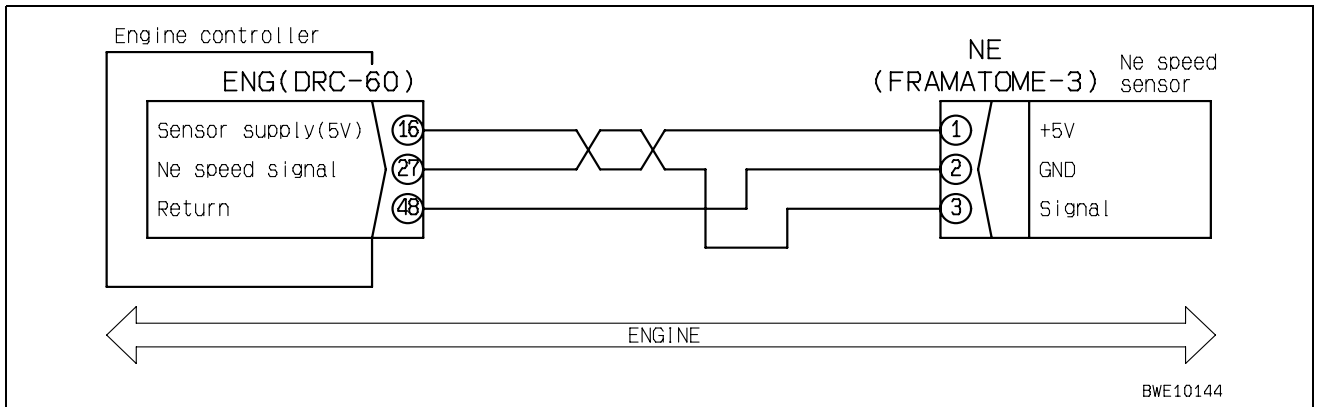 Engine controller
ENG(DRC-60)
NE
(FRAMATOME-3)
Ne speed
sensor
Sensor supply(5V) 16
Ne speed signal 27
Return 48
1 +5V
2 GND
3 Signal
ENGINE
BWE10144